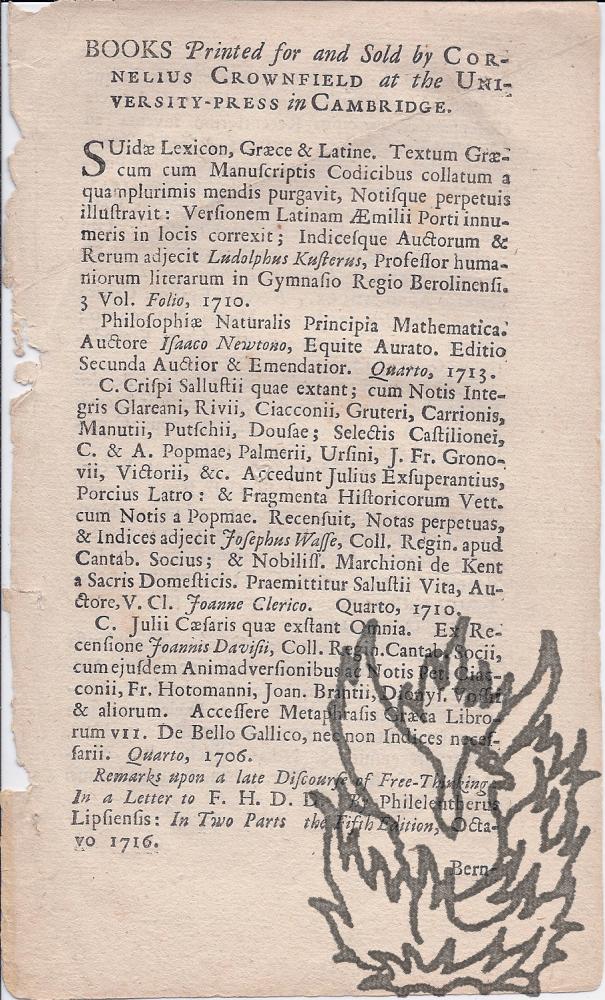 BOOKS Printed for and Sold by COR-
NELIUS CROWNFIELD at the UNI-
VERSITY-PRESS in CAMBRIDGE.
SUidæ Lexicon, Græce & Latine. Textum Græ-
cum cum Manuſcriptis Codicibus collatum a
quamplurimis mendis purgavit, Notiſque perpetuis
illuſtravit: Verſionem Latinam Æmilii Porti innu-
meris in locis correxit; Indiceſque Auctorum &
Rerum adjecit Ludolphus Kuſterus, Profeſſor huma-
niorum literarum in Gymnaſio Regio Berolinenſi.
3 Vol. Folio, 1710.
Philoſophiæ Naturalis Principia Mathematica.
Auctore Iſaaco Newtono, Equite Aurato. Editio
Secunda Auctior & Emendatior. Quarto, 1713.
C. Criſpi Salluſtii quae extant; cum Notis Inte-
gris Glareani, Rivii, Ciacconii, Gruteri, Carrionis,
Manutii, Putſchii, Douſae; Selectis Caſtilionei,
C. & A. Popmae, Palmerii, Urſini, J. Fr. Grono-
vii, Victorii, &c. Accedunt Julius Exſuperantius,
Porcius Latro: & Fragmenta Hiſtoricorum Vett.
cum Notis a Popmae. Recenſuit, Notas perpetuas,
& Indices adjecit Joſephus Waſſe, Coll. Regin. apud
Cantab. Socius; & Nobiliſſ. Marchioni de Kent
a Sacris Domeſticis. Praemittitur Saluſtii Vita, Au-
ctore, V. Cl. Joanne Clerico. Quarto, 1710.
C. Julii Cæſaris quæ exſtant Omnia. Ex Re-
cenſione Joannis Daviſii, Coll. Regin. Cantab. Socii,
cum ejuſdem Animadverſionibus ac Notis Pet. Ciac-
conii, Fr. Hotomanni, Joan. Brantii, Dionyſ. Voſſii
& aliorum. Acceſſere Metaphraſis Græca Libro-
rum VII. De Bello Gallico, nec non Indices neceſ-
ſarii. Quarto, 1706.
Remarks upon a late Diſcourſe of Free-Thinking:
In a Letter to F. H. D. D. By Phileleutherus
Lipſienſis: In Two Parts the Fifth Edition, Octa-
vo 1716.
Bern-